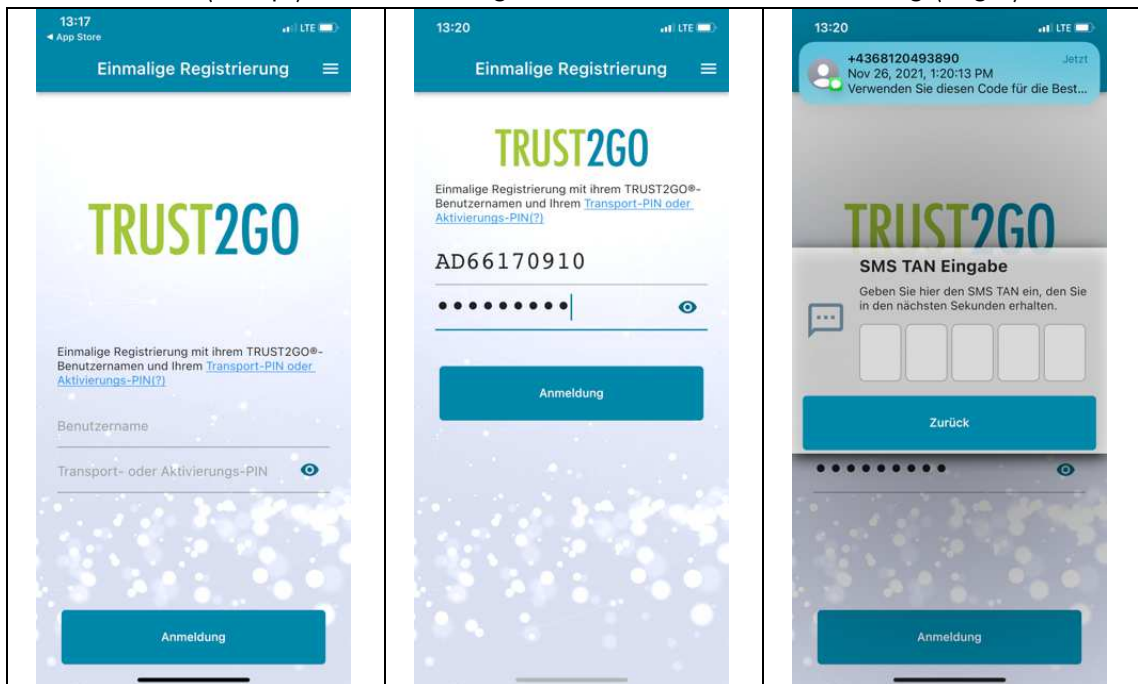 13:17
LTE
◄ App Store
Einmalige Registrierung
TRUST2GO
Einmalige Registrierung mit ihrem TRUST2GO®-
Benutzernamen und Ihrem Transport-PIN oder
Aktivierungs-PIN(?)
Benutzername
Transport- oder Aktivierungs-PIN
Anmeldung
13:20
LTE
Einmalige Registrierung
TRUST2GO
Einmalige Registrierung mit ihrem TRUST2GO®-
Benutzernamen und Ihrem Transport-PIN oder
Aktivierungs-PIN(?)
AD66170910
•••••••••
Anmeldung
13:20
LTE
+4368120493890
Jetzt
Nov 26, 2021, 1:20:13 PM
Verwenden Sie diesen Code für die Best...
TRUST2GO
SMS TAN Eingabe
Geben Sie hier den SMS TAN ein, den Sie
in den nächsten Sekunden erhalten.
Zurück
•••••••••
Anmeldung